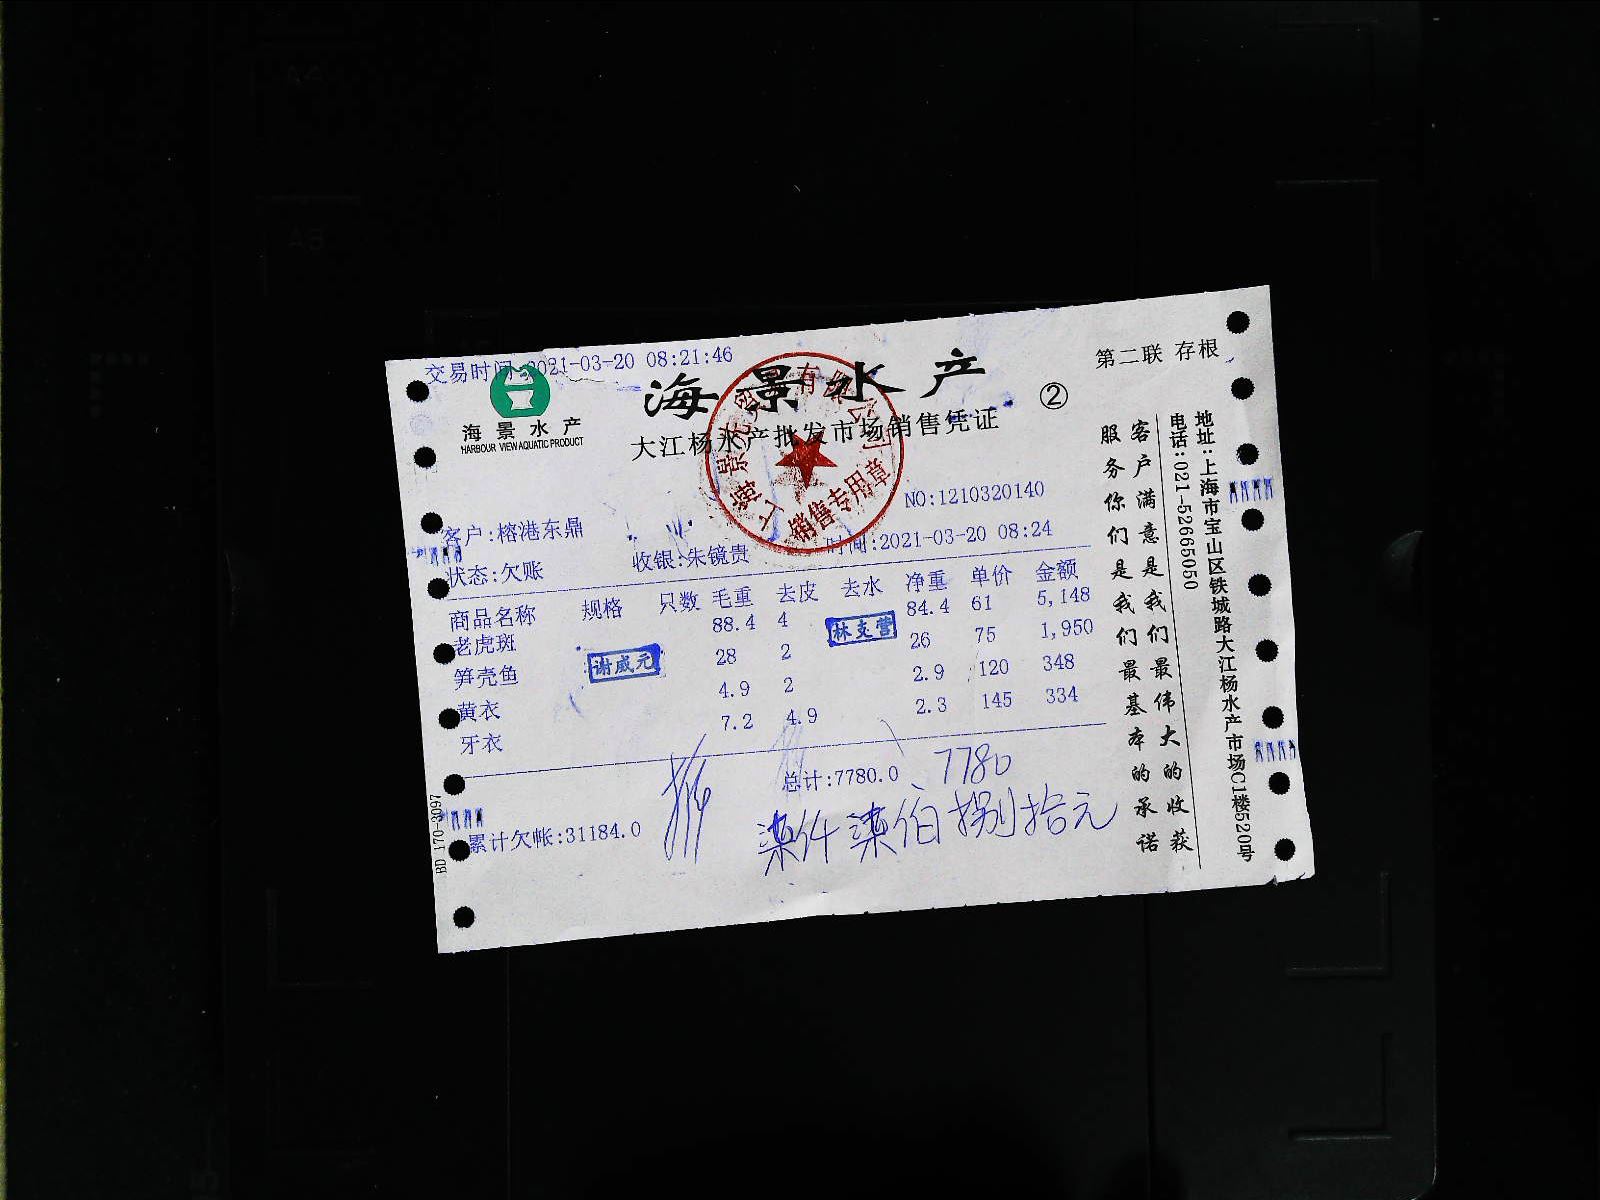 交易时间:2021-03-20 08:21:46
海景水产
HARBOUR VIEW AQUATIC PRODUCT
海景水产
大江杨水产批发市场销售凭证
②
第二联 存根
有限公司
销售专用章
NO:1210320140
客户:榕港东鼎
状态:欠账
收银:朱镜贵
时间:2021-03-20 08:24
商品名称 规格 只数 毛重 去皮 去水 净重 单价 金额
老虎斑 88.4 4 84.4 61 5,148
笋壳鱼 28 2 26 75 1,950
黄衣 4.9 2 2.9 120 348
牙衣 7.2 4.9 2.3 145 334
谢咸元
林支营
总计:7780.0
7780
累计欠帐:31184.0
柒仟柒佰捌拾元
BD 170-3097
客户满意是我们最伟大的收获
服务你们是我们最基本的承诺
地址:上海市宝山区铁城路大江杨水产市场C1楼520号
电话:021-52665050